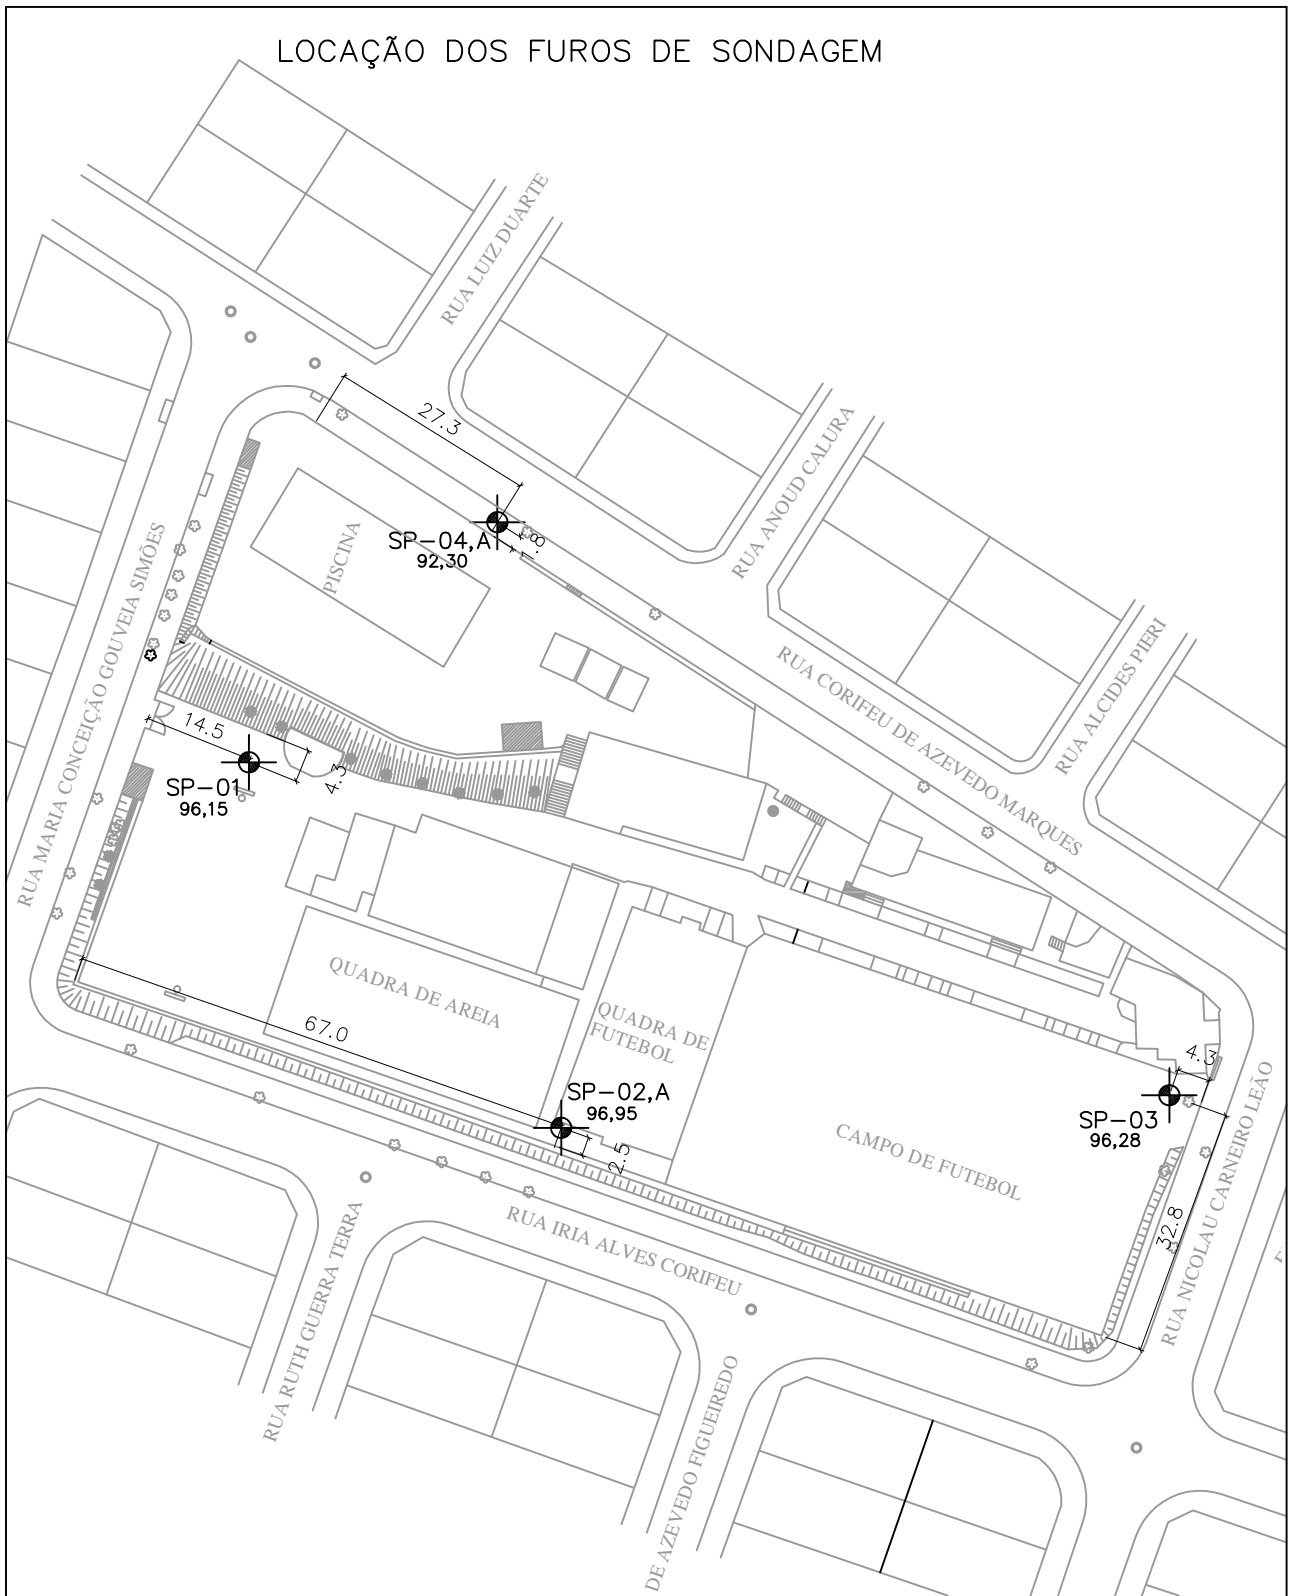 LOCAÇÃO DOS FUROS DE SONDAGEM
RUA LUIZ DUARTE
27.3
RUA ANOUD CALURA
SP-04,A
92,30
1.8
PISCINA
RUA MARIA CONCEIÇÃO GOUVEIA SIMÕES
RUA CORIFEU DE AZEVEDO MARQUES
RUA ALCIDES PIERI
14.5
SP-01
96,15
4.3
QUADRA DE AREIA
67.0
QUADRA DE
FUTEBOL
SP-02,A
96,95
2.5
4.3
SP-03
96,28
CAMPO DE FUTEBOL
32.8
RUA NICOLAU CARNEIRO LEÃO
RUA IRIA ALVES CORIFEU
RUA RUTH GUERRA TERRA
DE AZEVEDO FIGUEIREDO